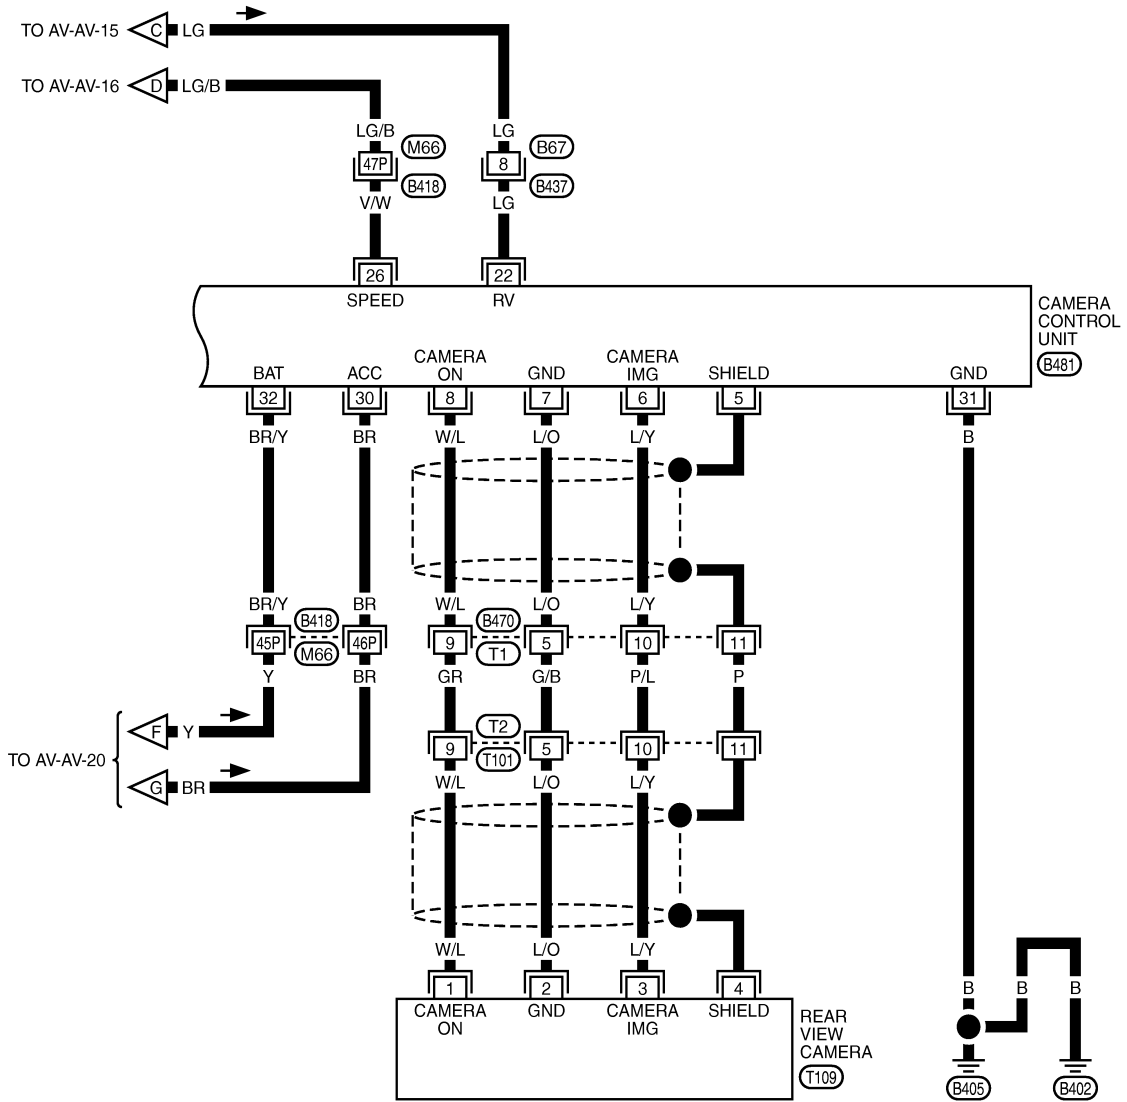 TO AV-AV-15 C LG
TO AV-AV-16 D LG/B
LG/B LG
47P M66 8 B67
B418 B437
V/W LG
26 22
SPEED RV
CAMERA
CONTROL
UNIT
B481
BAT ACC CAMERA ON GND CAMERA IMG SHIELD GND
32 30 8 7 6 5 31
BR/Y BR W/L L/O L/Y B
BR/Y BR W/L L/O L/Y
B418 B470
45P 46P 9 5 10 11
M66 T1
Y BR GR G/B P/L P
F Y
T2
9 5 10 11
T101
TO AV-AV-20
G BR
W/L L/O L/Y
W/L L/O L/Y
1 2 3 4
CAMERA ON GND CAMERA IMG SHIELD
REAR
VIEW
CAMERA
T109
B B B
B405 B402